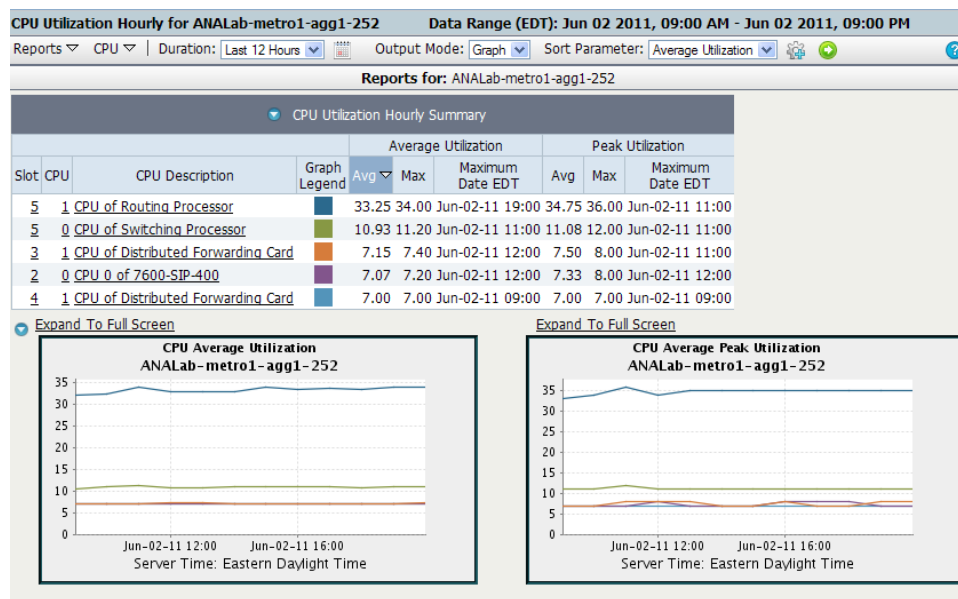 CPU Utilization Hourly for ANALab-metro1-agg1-252 Data Range (EDT): Jun 02 2011, 09:00 AM - Jun 02 2011, 09:00 PM
Reports CPU | Duration: Last 12 Hours Output Mode: Graph Sort Parameter: Average Utilization ?
Reports for: ANALab-metro1-agg1-252
CPU Utilization Hourly Summary
Average Utilization Peak Utilization
Slot CPU CPU Description Graph Legend Avg Max Maximum Date EDT Avg Max Maximum Date EDT
5 1 CPU of Routing Processor 33.25 34.00 Jun-02-11 19:00 34.75 36.00 Jun-02-11 11:00
5 0 CPU of Switching Processor 10.93 11.20 Jun-02-11 11:00 11.08 12.00 Jun-02-11 11:00
3 1 CPU of Distributed Forwarding Card 7.15 7.40 Jun-02-11 12:00 7.50 8.00 Jun-02-11 11:00
2 0 CPU 0 of 7600-SIP-400 7.07 7.20 Jun-02-11 12:00 7.33 8.00 Jun-02-11 12:00
4 1 CPU of Distributed Forwarding Card 7.00 7.00 Jun-02-11 09:00 7.00 7.00 Jun-02-11 09:00
Expand To Full Screen
CPU Average Utilization
ANALab-metro1-agg1-252
35
30
25
20
15
10
5
0
Jun-02-11 12:00 Jun-02-11 16:00
Server Time: Eastern Daylight Time
Expand To Full Screen
CPU Average Peak Utilization
ANALab-metro1-agg1-252
35
30
25
20
15
10
5
0
Jun-02-11 12:00 Jun-02-11 16:00
Server Time: Eastern Daylight Time